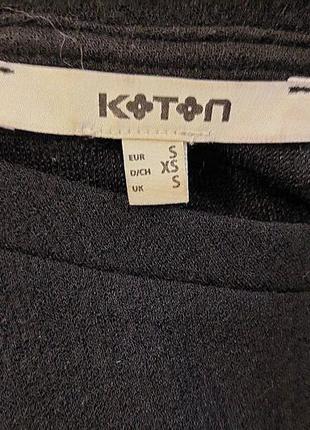 KOTON
EUR S
D/CH XS
UK S